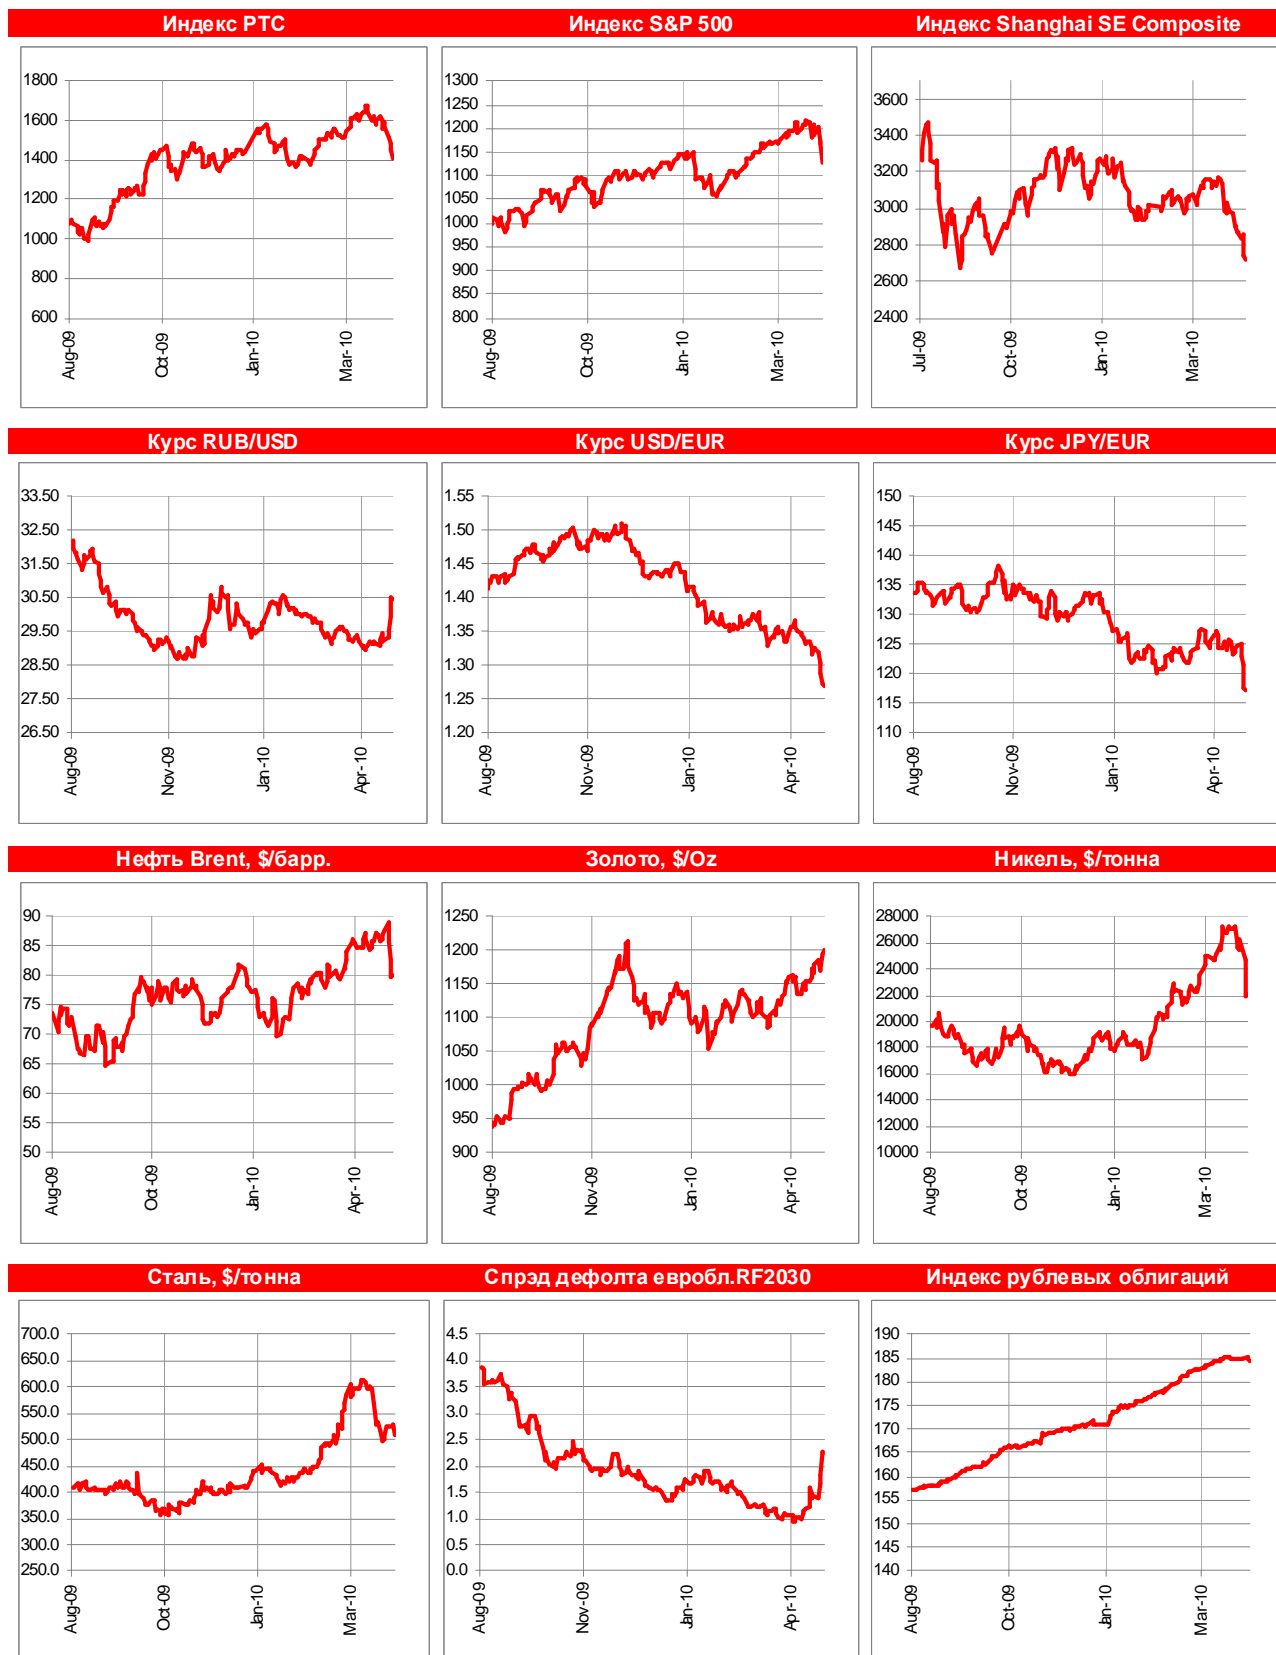 Индекс РТС
1800
1600
1400
1200
1000
800
600
Aug-09
Oct-09
Jan-10
Mar-10
Индекс S&P 500
1300
1250
1200
1150
1100
1050
1000
950
900
850
800
Aug-09
Oct-09
Jan-10
Mar-10
Индекс Shanghai SE Composite
3600
3400
3200
3000
2800
2600
2400
Jul-09
Oct-09
Jan-10
Mar-10
Курс RUB/USD
33.50
32.50
31.50
30.50
29.50
28.50
27.50
26.50
Aug-09
Nov-09
Jan-10
Apr-10
Курс USD/EUR
1.55
1.50
1.45
1.40
1.35
1.30
1.25
1.20
Aug-09
Nov-09
Jan-10
Apr-10
Курс JPY/EUR
150
145
140
135
130
125
120
115
110
Aug-09
Nov-09
Jan-10
Apr-10
Нефть Brent, $/барр.
90
85
80
75
70
65
60
55
50
Aug-09
Oct-09
Jan-10
Apr-10
Золото, $/Oz
1250
1200
1150
1100
1050
1000
950
900
Aug-09
Nov-09
Jan-10
Apr-10
Никель, $/тонна
28000
26000
24000
22000
20000
18000
16000
14000
12000
10000
Aug-09
Oct-09
Jan-10
Mar-10
Сталь, $/тонна
700.0
650.0
600.0
550.0
500.0
450.0
400.0
350.0
300.0
250.0
Aug-09
Oct-09
Jan-10
Mar-10
Спрэд дефолта евробл.RF2030
4.5
4.0
3.5
3.0
2.5
2.0
1.5
1.0
0.5
0.0
Aug-09
Nov-09
Jan-10
Apr-10
Индекс рублевых облигаций
190
185
180
175
170
165
160
155
150
145
140
Aug-09
Oct-09
Jan-10
Mar-10